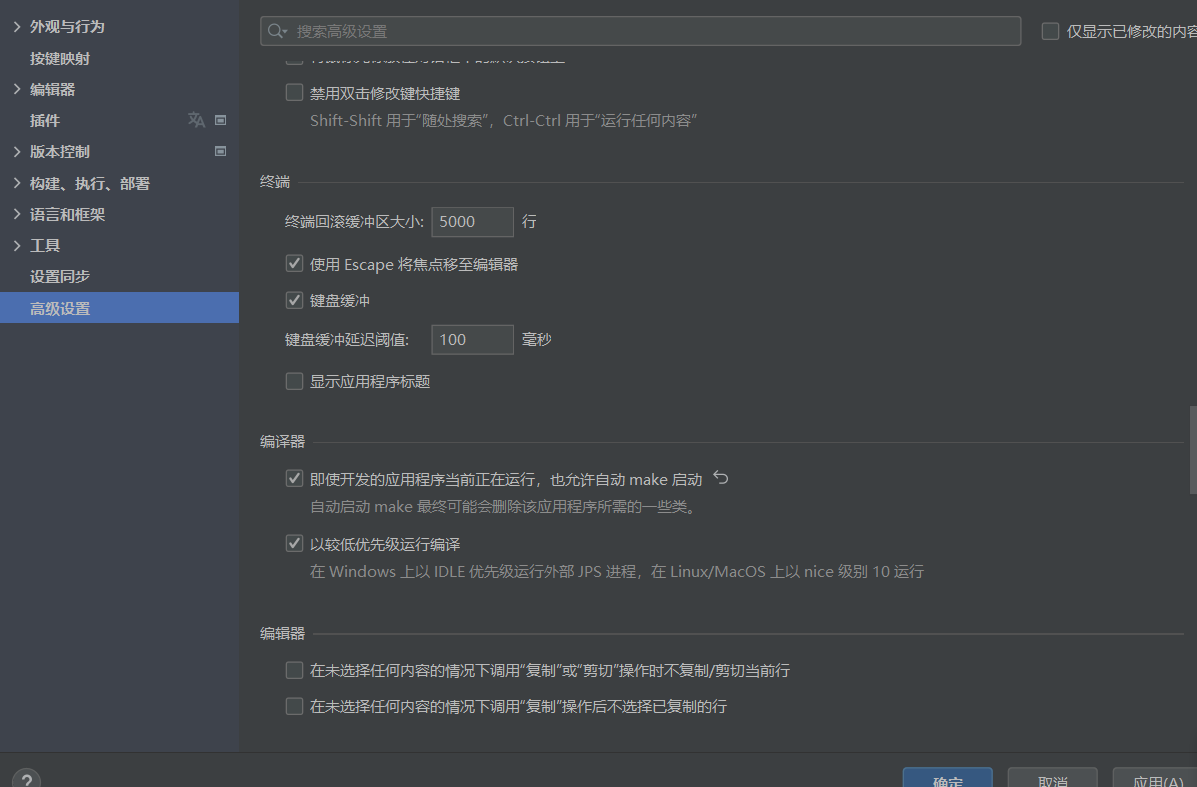 外观与行为
按键映射
编辑器
插件
版本控制
构建、执行、部署
语言和框架
工具
设置同步
高级设置
搜索高级设置
仅显示已修改的内容
禁用双击修改键快捷键
Shift-Shift 用于“随处搜索”，Ctrl-Ctrl 用于“运行任何内容”
终端
终端回滚缓冲区大小: 5000 行
使用 Escape 将焦点移至编辑器
键盘缓冲
键盘缓冲延迟阈值: 100 毫秒
显示应用程序标题
编译器
即使开发的应用程序当前正在运行，也允许自动 make 启动
自动启动 make 最终可能会删除该应用程序所需的一些类。
以较低优先级运行编译
在 Windows 上以 IDLE 优先级运行外部 JPS 进程，在 Linux/MacOS 上以 nice 级别 10 运行
编辑器
在未选择任何内容的情况下调用“复制”或“剪切”操作时不复制/剪切当前行
在未选择任何内容的情况下调用“复制”操作后不选择已复制的行
?
确定
取消
应用(A)